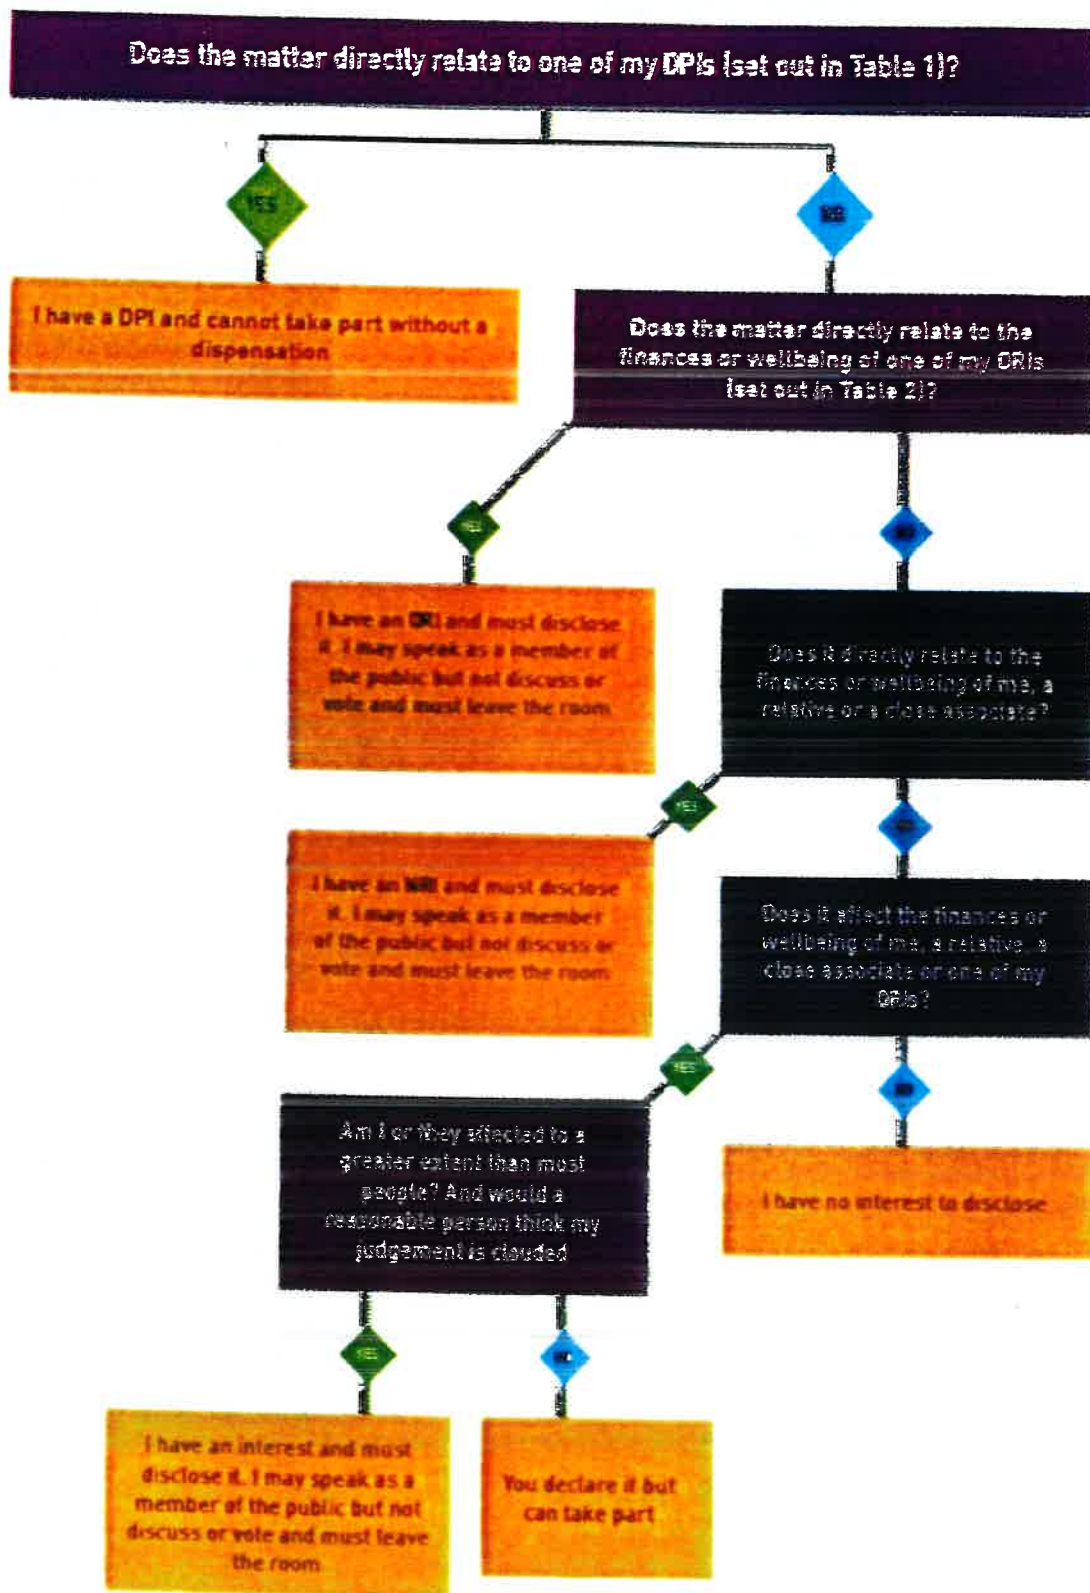 Does the matter directly relate to one of my DPIs (set out in Table 1)?
YES
NO
I have a DPI and cannot take part without a
dispensation
Does the matter directly relate to the
finances or wellbeing of one of my ORIs
(set out in Table 2)?
YES
NO
I have an ORI and must disclose
it. I may speak as a member of
the public but not discuss or
vote and must leave the room
Does it directly relate to the
finances or wellbeing of me, a
relative or a close associate?
YES
NO
I have an NRI and must disclose
it. I may speak as a member
of the public but not discuss or
vote and must leave the room
Does it affect the finances or
wellbeing of me, a relative, a
close associate or one of my
ORIs?
YES
NO
Am I or they affected to a
greater extent than most
people? And would a
reasonable person think my
judgement is clouded
I have no interest to disclose
YES
NO
I have an interest and must
disclose it. I may speak as a
member of the public but not
discuss or vote and must leave
the room
You declare it but
can take part